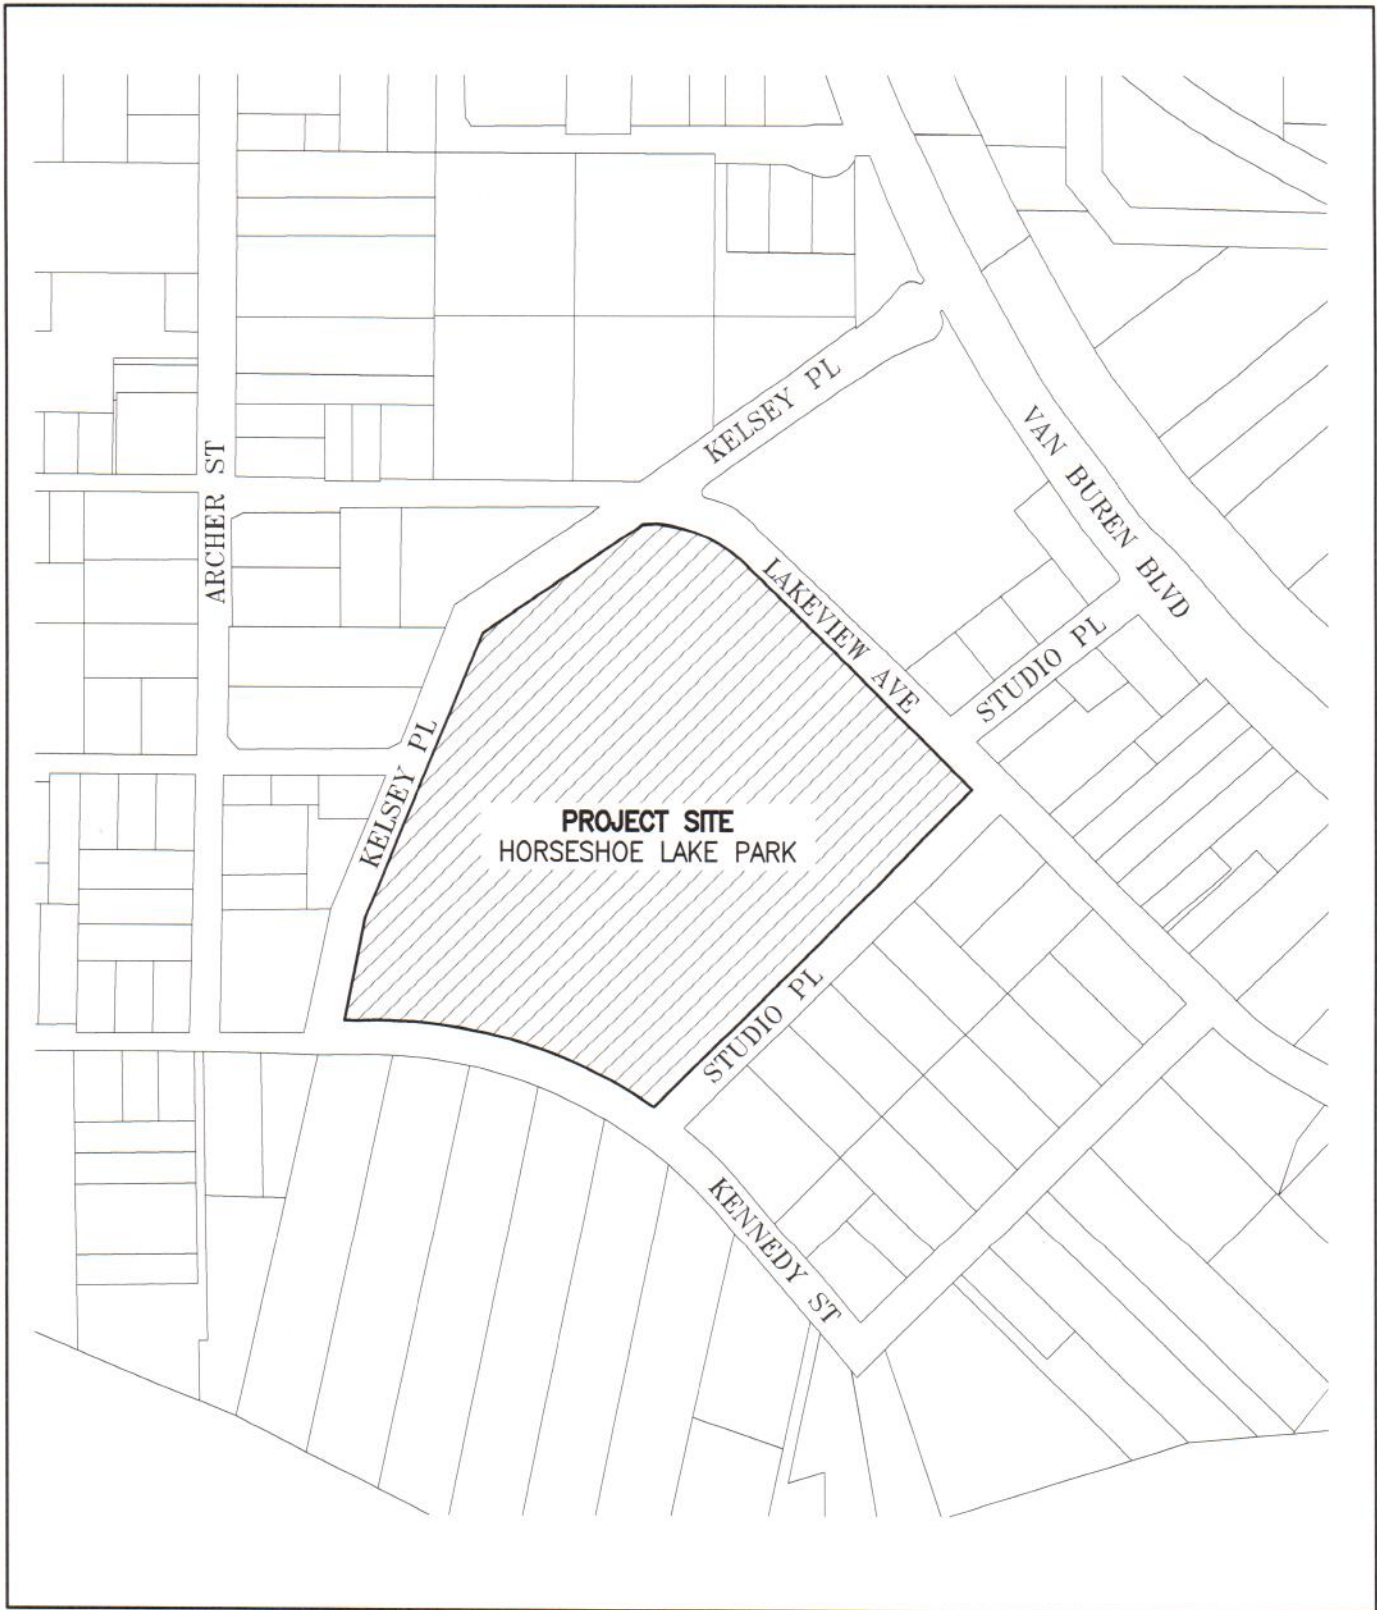 KELSEY PL
VAN BUREN BLVD
ARCHER ST
LAKEVIEW AVE
STUDIO PL
KELSEY PL
PROJECT SITE
HORSESHOE LAKE PARK
STUDIO PL
KENNEDY ST